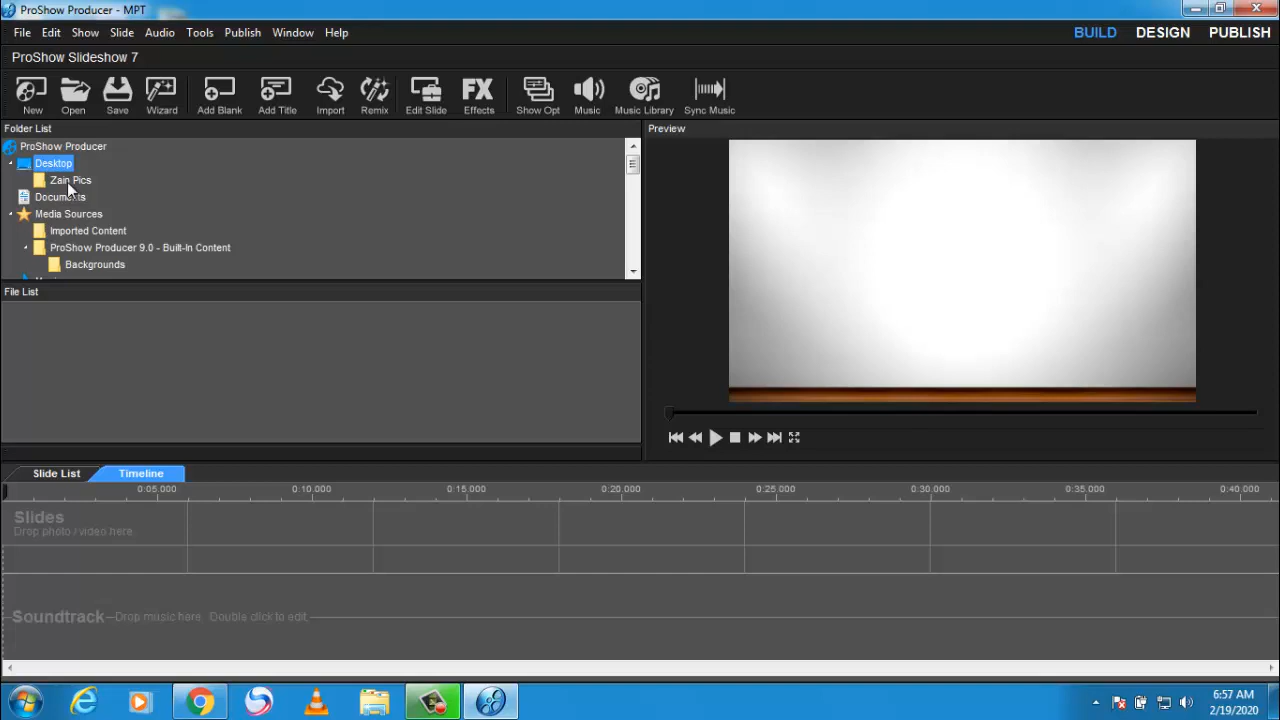 ProShow Producer - MPT
File Edit Show Slide Audio Tools Publish Window Help
BUILD DESIGN PUBLISH
ProShow Slideshow 7
New Open Save Wizard Add Blank Add Title Import Remix Edit Slide FX Effects Show Opt Music Music Library Sync Music
Folder List
Preview
ProShow Producer
Desktop
Zain Pics
Documents
Media Sources
Imported Content
ProShow Producer 9.0 - Built-In Content
Backgrounds
File List
Slide List Timeline
0:05.000 0:10.000 0:15.000 0:20.000 0:25.000 0:30.000 0:35.000 0:40.000
Slides
Drop photo / video here
Soundtrack Drop music here. Double click to edit.
6:57 AM
2/19/2020